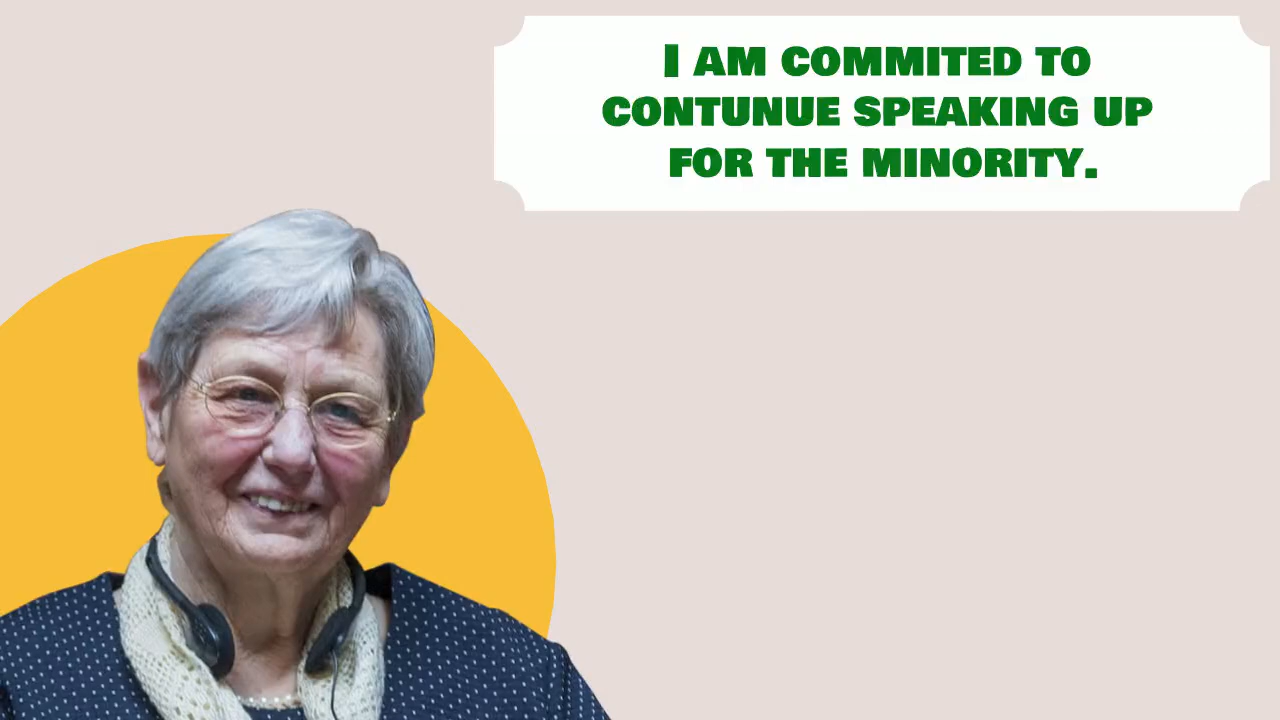 I AM COMMITED TO
CONTUNUE SPEAKING UP
FOR THE MINORITY.